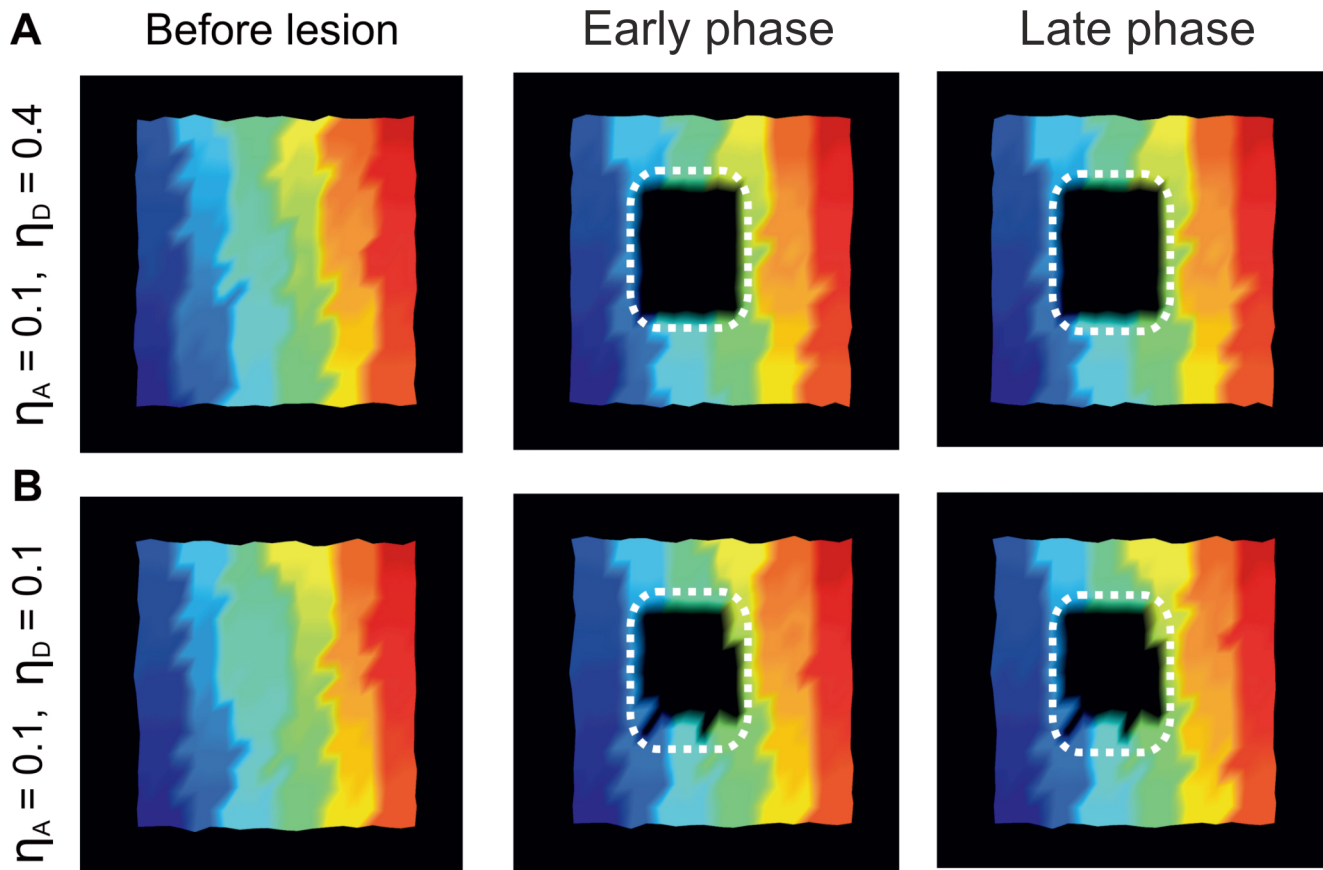 A
Before lesion
Early phase
Late phase
ηA = 0.1, ηD = 0.4
B
ηA = 0.1, ηD = 0.1